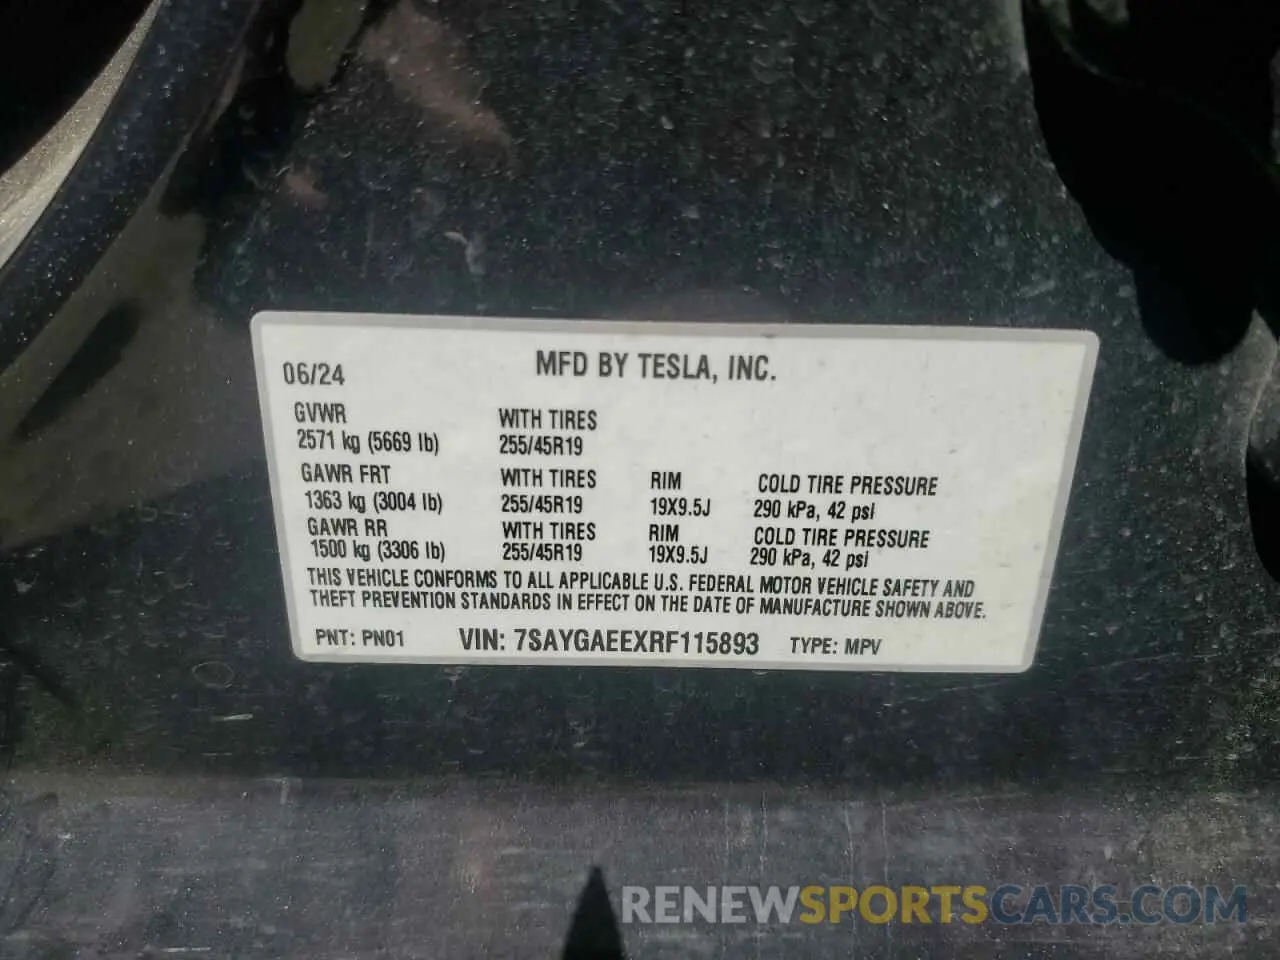 06/24 MFD BY TESLA, INC.
GVWR WITH TIRES
2571 kg (5669 lb) 255/45R19
GAWR FRT WITH TIRES RIM COLD TIRE PRESSURE
1363 kg (3004 lb) 255/45R19 19X9.5J 290 kPa, 42 psi
GAWR RR WITH TIRES RIM COLD TIRE PRESSURE
1500 kg (3306 lb) 255/45R19 19X9.5J 290 kPa, 42 psi
THIS VEHICLE CONFORMS TO ALL APPLICABLE U.S. FEDERAL MOTOR VEHICLE SAFETY AND
THEFT PREVENTION STANDARDS IN EFFECT ON THE DATE OF MANUFACTURE SHOWN ABOVE.
PNT: PN01 VIN: 7SAYGAEEXRF115893 TYPE: MPV
RENEWSPORTSCARS.COM